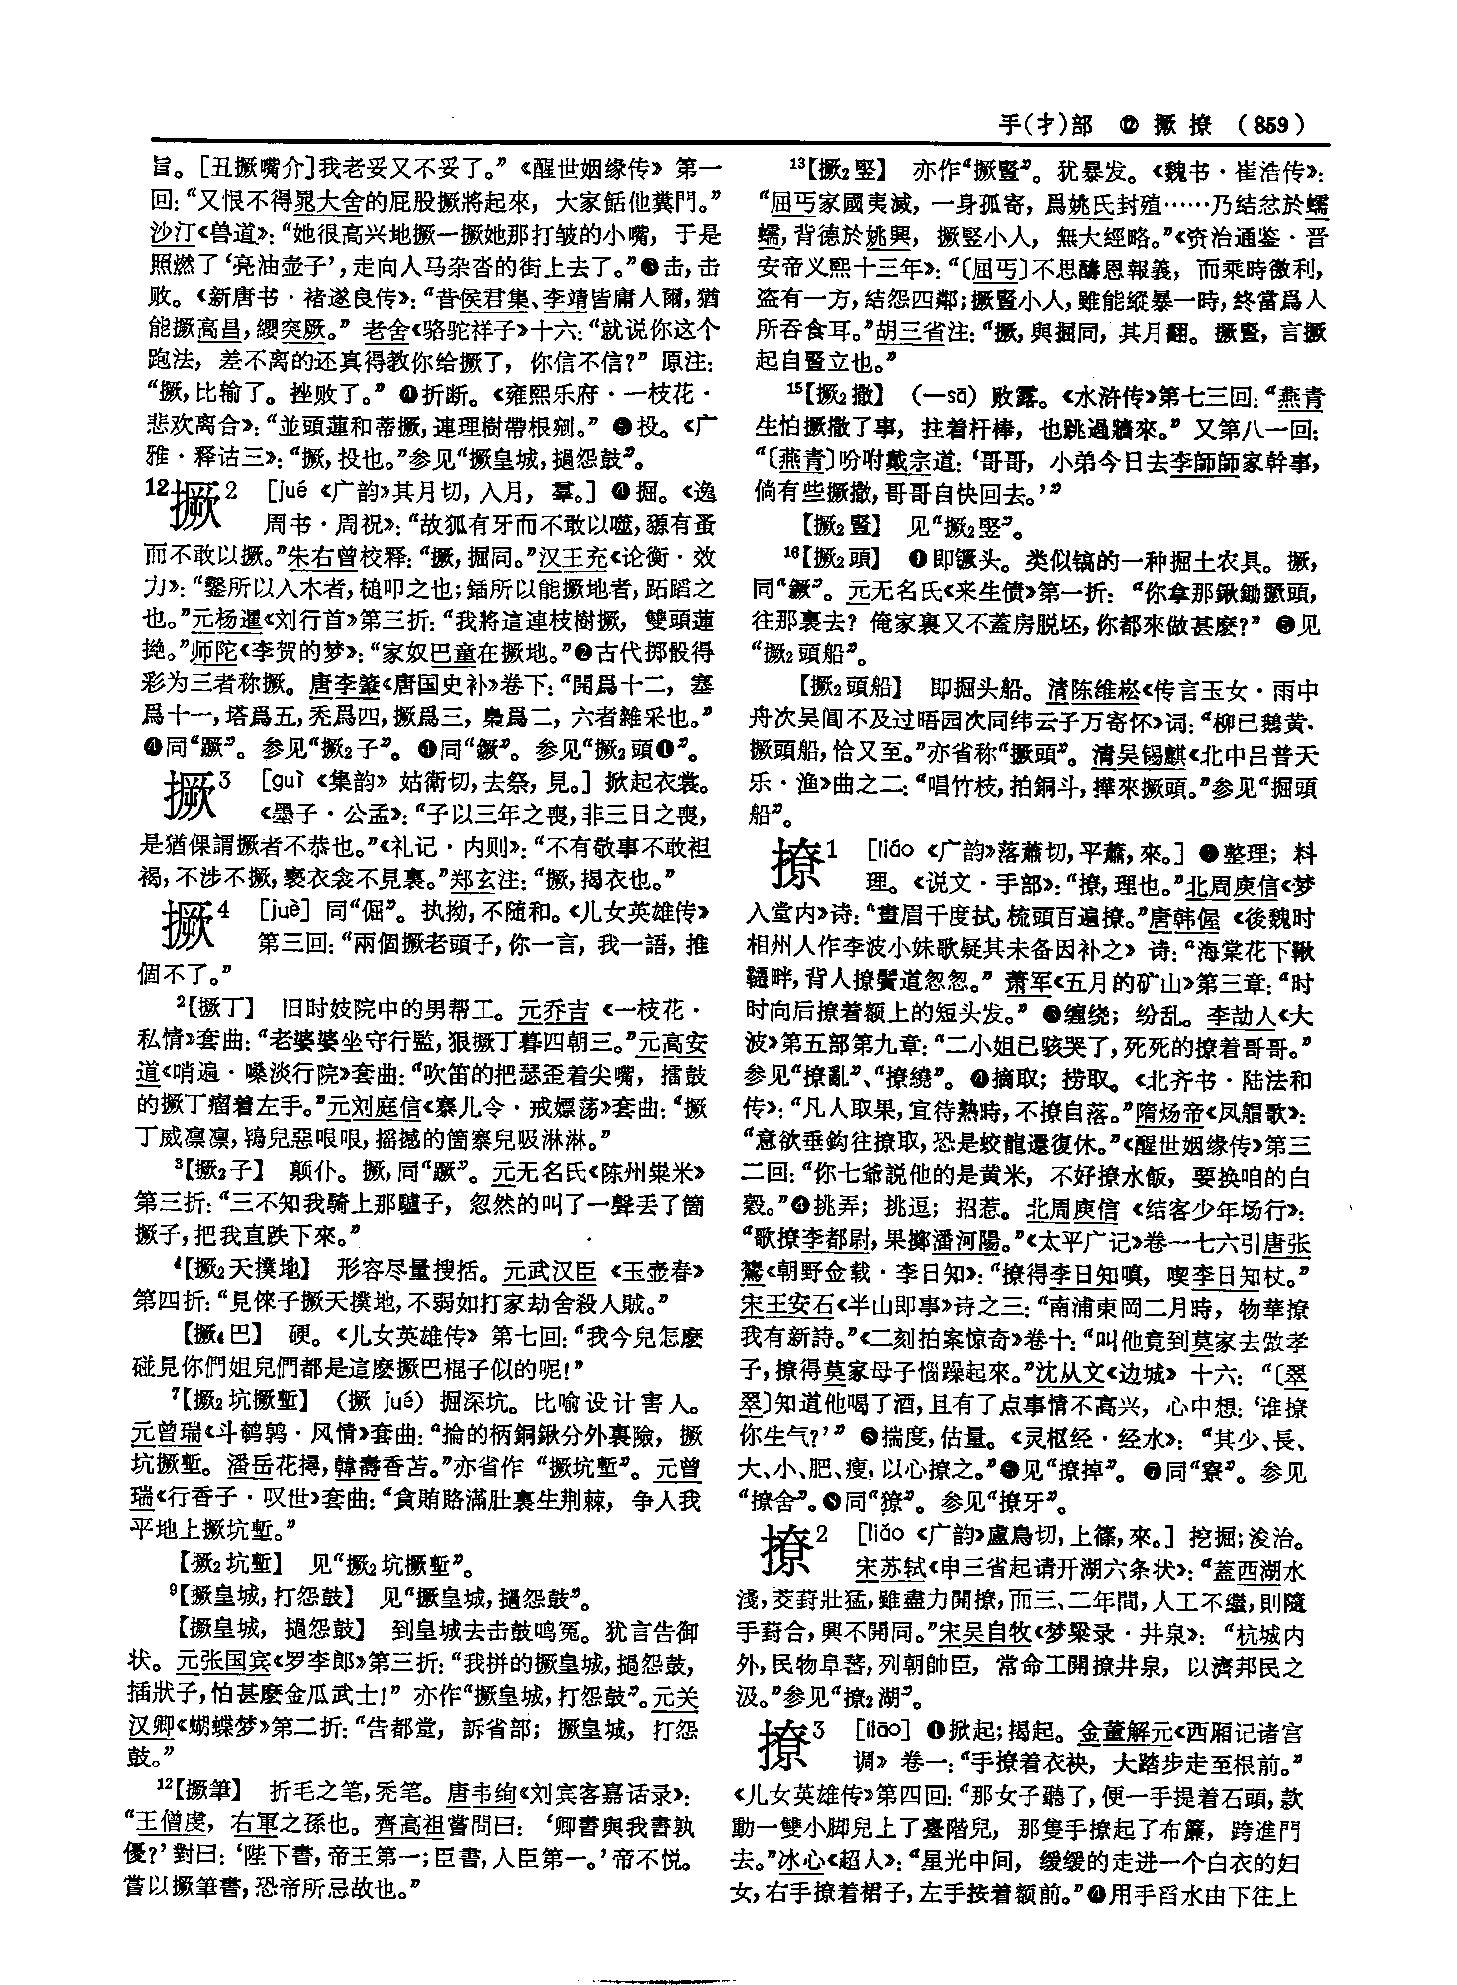 手(扌)部 ⑫ 撅 撩 (859)
旨。[丑撅嘴介]我老妥又不妥了。”《醒世姻缘传》第一
回：“又恨不得晁大舍的屁股撅將起來，大家餂他糞門。”
沙汀《兽道》：“她很高兴地撅一撅她那打皱的小嘴，于是
照燃了‘亮油壶子’，走向人马杂沓的街上去了。”❸击，击
败。《新唐书·褚遂良传》：“昔侯君集、李靖皆庸人爾，猶
能撅高昌，纓突厥。”老舍《骆驼祥子》十六：“就说你这个
跑法，差不离的还真得教你给撅了，你信不信？”原注：
“撅，比输了。挫败了。”❹折断。《雍熙乐府·一枝花·
悲欢离合》：“並頭蓮和蒂撅，連理樹帶根剜。”❺投。《广
雅·释诂三》：“撅，投也。”参见“撅皇城，撾怨鼓”。
12撅2 [jué《广韵》其月切，入月，羣。]❶掘。《逸
周书·周祝》：“故狐有牙而不敢以噬，豲有蚤
而不敢以撅。”朱右曾校释：“撅，掘同。”汉王充《论衡·效
力》：“鑿所以入木者，槌叩之也；鍤所以能撅地者，跖蹈之
也。”元杨暹《刘行首》第三折：“我將這連枝樹撅，雙頭蓮
挽。”师陀《李贺的梦》：“家奴巴童在撅地。”❷古代掷骰得
彩为三者称撅。唐李肇《唐国史补》卷下：“開爲十二，塞
爲十一，塔爲五，禿爲四，撅爲三，梟爲二，六者雜采也。”
❸同“蹶”。参见“撅2子”。❹同“鐝”。参见“撅2頭❶”。
撅3 [guì《集韵》姑衛切，去祭，見。]掀起衣裳。
《墨子·公孟》：“子以三年之喪，非三日之喪，
是猶倮謂撅者不恭也。”《礼记·内则》：“不有敬事不敢袒
裼，不涉不撅，褻衣衾不見裏。”郑玄注：“撅，揭衣也。”
撅4 [juè]同“倔”。执拗，不随和。《儿女英雄传》
第三回：“兩個撅老頭子，你一言，我一語，推
個不了。”
2【撅丁】 旧时妓院中的男帮工。元乔吉《一枝花·
私情》套曲：“老婆婆坐守行監，狠撅丁暮四朝三。”元高安
道《哨遍·嗓淡行院》套曲：“吹笛的把瑟歪着尖嘴，擂鼓
的撅丁瘤着左手。”元刘庭信《寨儿令·戒嫖荡》套曲：“撅
丁威凛凛，鴇兒惡哏哏，摇撼的箇寨兒吸淋淋。”
3【撅2子】 颠仆。撅，同“蹶”。元无名氏《陈州粜米》
第三折：“三不知我騎上那驢子，忽然的叫了一聲丢了箇
撅子，把我直跌下來。”
4【撅2天撲地】 形容尽量搜括。元武汉臣《玉壶春》
第四折：“見倈子撅天撲地，不弱如打家劫舍殺人賊。”
【撅4巴】 硬。《儿女英雄传》第七回：“我今兒怎麽
碰見你們姐兒們都是這麽撅巴棍子似的呢！”
7【撅2坑撅塹】 （撅 jué）掘深坑。比喻设计害人。
元曾瑞《斗鹌鹑·风情》套曲：“掄的柄銅鍬分外裏險，撅
坑撅塹。潘岳花撏，韓壽香苫。”亦省作“撅坑塹”。元曾
瑞《行香子·叹世》套曲：“貪賄賂滿肚裏生荆棘，争人我
平地上撅坑塹。”
【撅2坑塹】 见“撅2坑撅塹”。
9【撅皇城，打怨鼓】 见“撅皇城，撾怨鼓”。
【撅皇城，撾怨鼓】 到皇城去击鼓鸣冤。犹言告御
状。元张国宾《罗李郎》第三折：“我拼的撅皇城，撾怨鼓，
插狀子，怕甚麽金瓜武士！”亦作“撅皇城，打怨鼓”。元关
汉卿《蝴蝶梦》第二折：“告都堂，訴省部；撅皇城，打怨
鼓。”
12【撅筆】 折毛之笔，秃笔。唐韦绚《刘宾客嘉话录》：
“王僧虔，右軍之孫也。齊高祖嘗問曰：‘卿書與我書孰
優？’對曰：‘陛下書，帝王第一；臣書，人臣第一。’帝不悦。
嘗以撅筆書，恐帝所忌故也。”
13【撅2竪】 亦作“撅豎”。犹暴发。《魏书·崔浩传》：
“屈丐家國夷滅，一身孤寄，爲姚氏封殖……乃结忿於蠕
蠕，背德於姚興，撅竪小人，無大經略。”《资治通鉴·晋
安帝义熙十三年》：“〔屈丐〕不思醻恩報義，而乘時徼利，
盗有一方，結怨四鄰；撅豎小人，雖能縱暴一時，終當爲人
所吞食耳。”胡三省注：“撅，與掘同，其月翻。撅豎，言撅
起自豎立也。”
15【撅2撒】 （—sā）败露。《水浒传》第七三回：“燕青
生怕撅撒了事，拄着杆棒，也跳過牆來。”又第八一回：
“〔燕青〕吩咐戴宗道：‘哥哥，小弟今日去李師師家幹事，
倘有些撅撒，哥哥自快回去。’”
【撅2豎】 见“撅2竪”。
16【撅2頭】 ❶即镢头。类似镐的一种掘土农具。撅，
同“鐝”。元无名氏《来生债》第一折：“你拿那鍬鋤撅頭，
往那裏去？俺家裏又不蓋房脱坯，你都來做甚麽？”❷见
“撅2頭船”。
【撅2頭船】 即掘头船。清陈维崧《传言玉女·雨中
舟次吴阊不及过晤园次同纬云子万寄怀》词：“柳已鵝黄，
撅頭船，恰又至。”亦省称“撅頭”。清吴锡麒《北中吕普天
乐·渔》曲之二：“唱竹枝，拍銅斗，撑來撅頭。”参见“掘頭
船”。
撩1 [liáo《广韵》落蕭切，平蕭，來。]❶整理；料
理。《说文·手部》：“撩，理也。”北周庾信《梦
入堂内》诗：“畫眉千度拭，梳頭百遍撩。”唐韩偓《後魏时
相州人作李波小妹歌疑其未备因补之》诗：“海棠花下鞦
韆畔，背人撩鬢道怱怱。”萧军《五月的矿山》第三章：“时
时向后撩着额上的短头发。”❷缠绕；纷乱。李劼人《大
波》第五部第九章：“二小姐已骇哭了，死死的撩着哥哥。”
参见“撩亂”、“撩繞”。❸摘取；捞取。《北齐书·陆法和
传》：“凡人取果，宜待熟時，不撩自落。”隋炀帝《凤艒歌》：
“意欲垂鈎往撩取，恐是蛟龍還復休。”《醒世姻缘传》第三
二回：“你七爺説他的是黄米，不好撩水飯，要换咱的白
穀。”❹挑弄；挑逗；招惹。北周庾信《结客少年场行》：
“歌撩李都尉，果擲潘河陽。”《太平广记》卷一七六引唐张
鷟《朝野佥载·李日知》：“撩得李日知嗔，喫李日知杖。”
宋王安石《半山即事》诗之三：“南浦東岡二月時，物華撩
我有新詩。”《二刻拍案惊奇》卷十：“叫他竟到莫家去做孝
子，撩得莫家母子惱躁起來。”沈从文《边城》十六：“〔翠
翠〕知道他喝了酒，且有了点事情不高兴，心中想：‘谁撩
你生气？’”❺揣度，估量。《灵枢经·经水》：“其少、長、
大、小、肥、瘦，以心撩之。”❻见“撩掉”。❼同“寮”。参见
“撩舍”。❽同“獠”。参见“撩牙”。
撩2 [liǎo《广韵》盧鳥切，上篠，來。]挖掘；浚治。
宋苏轼《申三省起请开湖六条状》：“蓋西湖水
淺，茭葑壯猛，雖盡力開撩，而三、二年間，人工不繼，則隨
手葑合，與不開同。”宋吴自牧《梦粱录·井泉》：“杭城内
外，民物阜蕃，列朝帥臣，常命工開撩井泉，以濟邦民之
汲。”参见“撩2湖”。
撩3 [liāo]❶掀起；揭起。金董解元《西厢记诸宫
调》卷一：“手撩着衣袂，大踏步走至根前。”
《儿女英雄传》第四回：“那女子聽了，便一手提着石頭，款
動一雙小脚兒上了臺階兒，那隻手撩起了布簾，跨進門
去。”冰心《超人》：“星光中间，缓缓的走进一个白衣的妇
女，右手撩着裙子，左手按着额前。”❷用手舀水由下往上